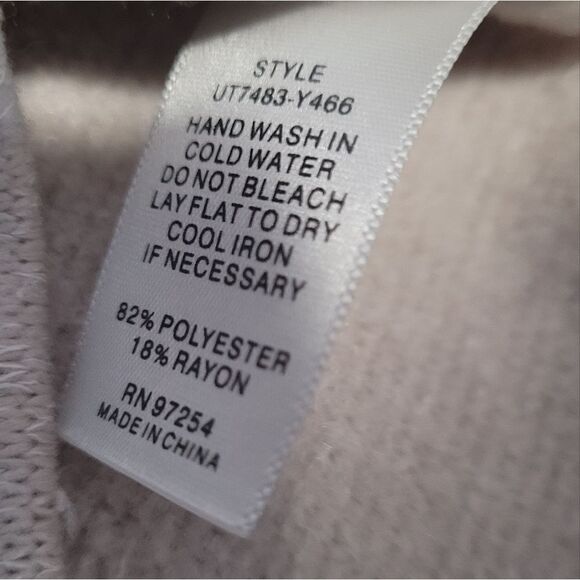 STYLE
UT7483-Y466
HAND WASH IN
COLD WATER
DO NOT BLEACH
LAY FLAT TO DRY
COOL IRON
IF NECESSARY
82% POLYESTER
18% RAYON
RN 97254
MADE IN CHINA